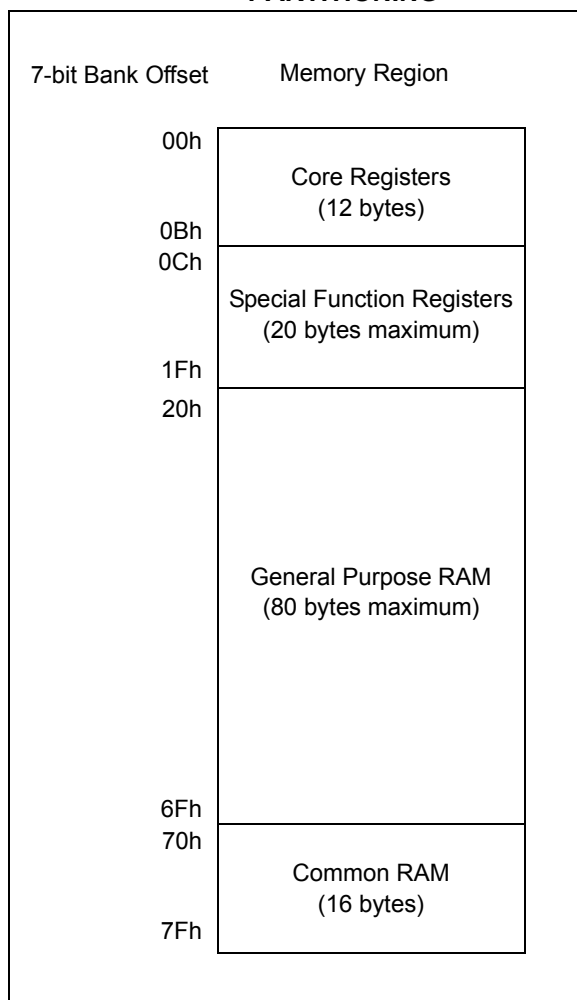 7-bit Bank Offset Memory Region
00h
Core Registers
(12 bytes)
0Bh
0Ch
Special Function Registers
(20 bytes maximum)
1Fh
20h
General Purpose RAM
(80 bytes maximum)
6Fh
70h
Common RAM
(16 bytes)
7Fh